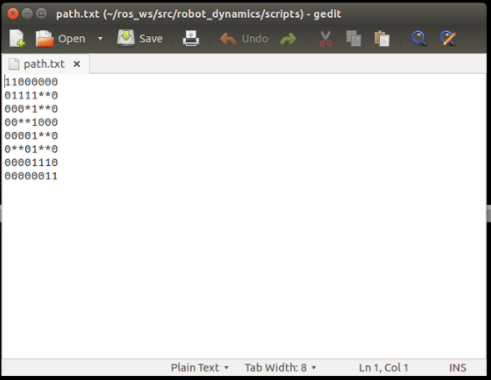 path.txt (~/ros_ws/src/robot_dynamics/scripts) - gedit
Open Save Undo
path.txt ×
11000000
01111**0
000*1**0
00**1000
00001**0
0**01**0
00001110
00000011
Plain Text Tab Width: 8 Ln 1, Col 1 INS